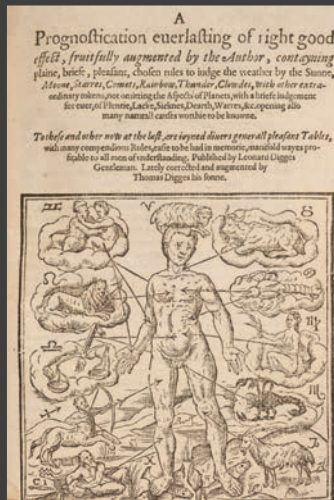 A
Prognostication euerlasting of right good
effect, fruitfully augmented by the Author, contayning
plaine, briefe, pleasant, chosen rules to iudge the weather by the Sunne,
Moone, Starres, Comets, Rainbow, Thunder, Clowdes, with other extra-
ordinary tokens, not omitting the Aspects of Planets, with a briefe iudgement
for euer, of Plentie, Lacke, Sicknes, Dearth, Warres, &c. opening also
many naturall causes worthie to be knowne.
To these and other now at the last, are ioyned diuers generall pleasant Tables,
with many compendious Rules, easie to be had in memorie, manifold wayes pro-
fitable to all men of vnderstanding. Published by Leonard Digges
Gentleman. Lately corrected and augmented by
Thomas Digges his sonne.